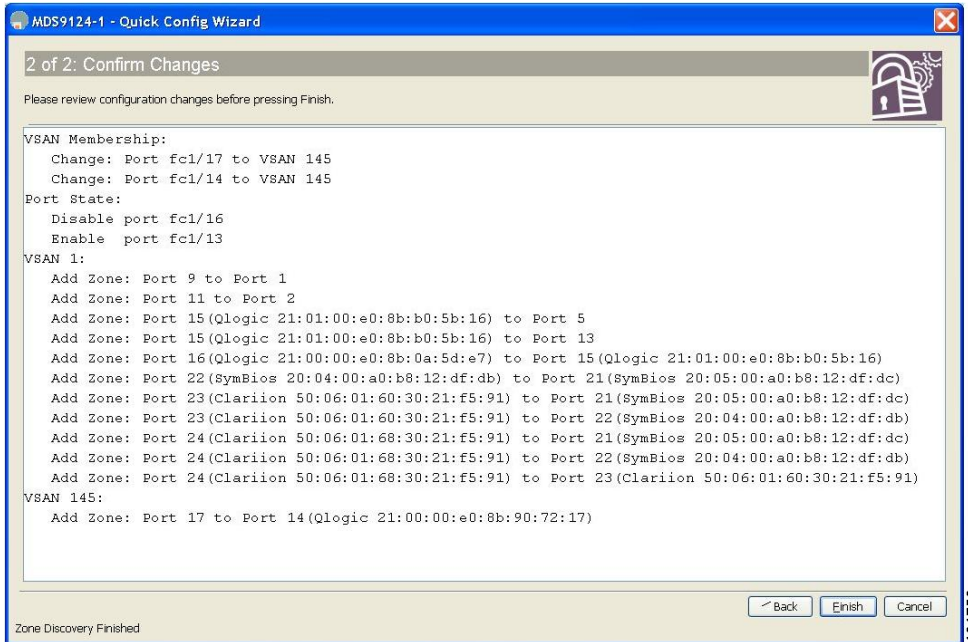 MDS9124-1 - Quick Config Wizard
2 of 2: Confirm Changes
Please review configuration changes before pressing Finish.
VSAN Membership:
Change: Port fc1/17 to VSAN 145
Change: Port fc1/14 to VSAN 145
Port State:
Disable port fc1/16
Enable port fc1/13
VSAN 1:
Add Zone: Port 9 to Port 1
Add Zone: Port 11 to Port 2
Add Zone: Port 15(Qlogic 21:01:00:e0:8b:b0:5b:16) to Port 5
Add Zone: Port 15(Qlogic 21:01:00:e0:8b:b0:5b:16) to Port 13
Add Zone: Port 16(Qlogic 21:00:00:e0:8b:0a:5d:e7) to Port 15(Qlogic 21:01:00:e0:8b:b0:5b:16)
Add Zone: Port 22(SymBios 20:04:00:a0:b8:12:df:db) to Port 21(SymBios 20:05:00:a0:b8:12:df:dc)
Add Zone: Port 23(Clariion 50:06:01:60:30:21:f5:91) to Port 21(SymBios 20:05:00:a0:b8:12:df:dc)
Add Zone: Port 23(Clariion 50:06:01:60:30:21:f5:91) to Port 22(SymBios 20:04:00:a0:b8:12:df:db)
Add Zone: Port 24(Clariion 50:06:01:68:30:21:f5:91) to Port 21(SymBios 20:05:00:a0:b8:12:df:dc)
Add Zone: Port 24(Clariion 50:06:01:68:30:21:f5:91) to Port 22(SymBios 20:04:00:a0:b8:12:df:db)
Add Zone: Port 24(Clariion 50:06:01:68:30:21:f5:91) to Port 23(Clariion 50:06:01:60:30:21:f5:91)
VSAN 145:
Add Zone: Port 17 to Port 14(Qlogic 21:00:00:e0:8b:90:72:17)
Back Finish Cancel
Zone Discovery Finished